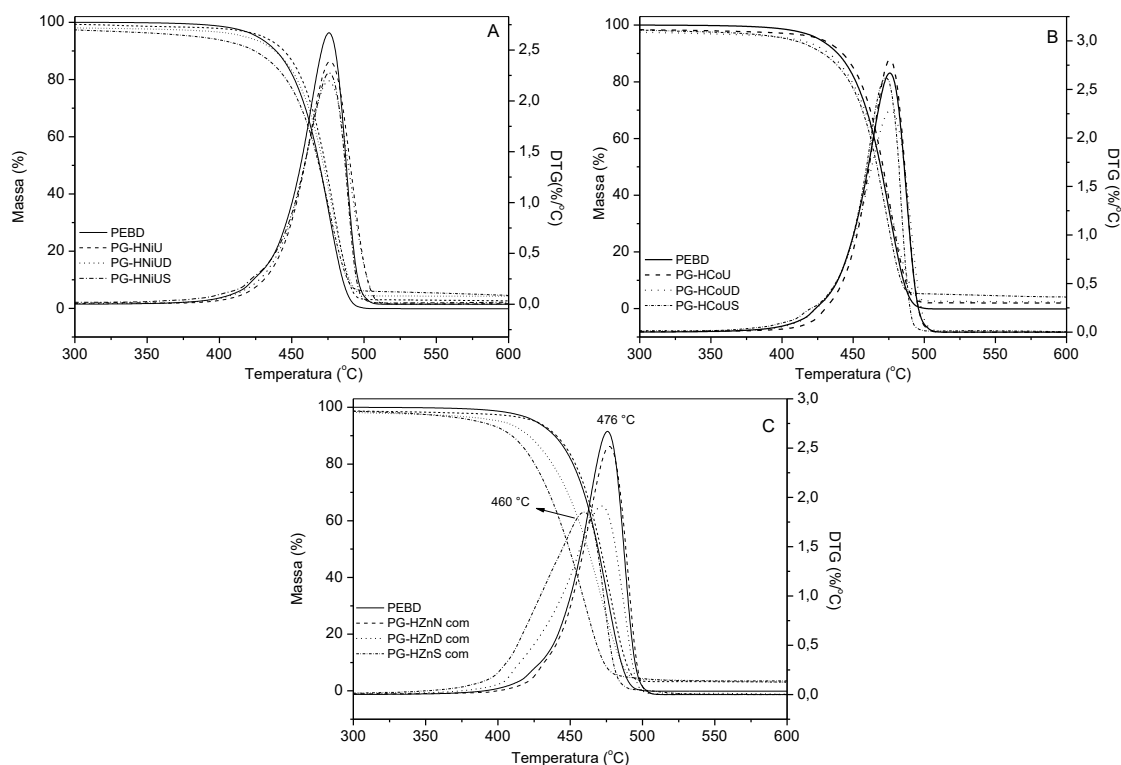 A
100
80
60
40
20
0
Massa (%)
2,5
2,0
1,5
1,0
0,5
0,0
DTG(%/°C)
PEBD
PG-HNiU
PG-HNiUD
PG-HNiUS
300 400 450 500 550 600
Temperatura (°C)
B
100
80
60
40
20
0
Massa (%)
3,0
2,5
2,0
1,5
1,0
0,5
0,0
DTG (%/°C)
PEBD
PG-HCoU
PG-HCoUD
PG-HCoUS
300 400 450 500 550 600
Temperatura (°C)
C
476 °C
460 °C
100
80
60
40
20
0
Massa (%)
3,0
2,5
2,0
1,5
1,0
0,5
0,0
DTG (%/°C)
PEBD
PG-HZnN com
PG-HZnD com
PG-HZnS com
300 400 450 500 550 600
Temperatura (°C)